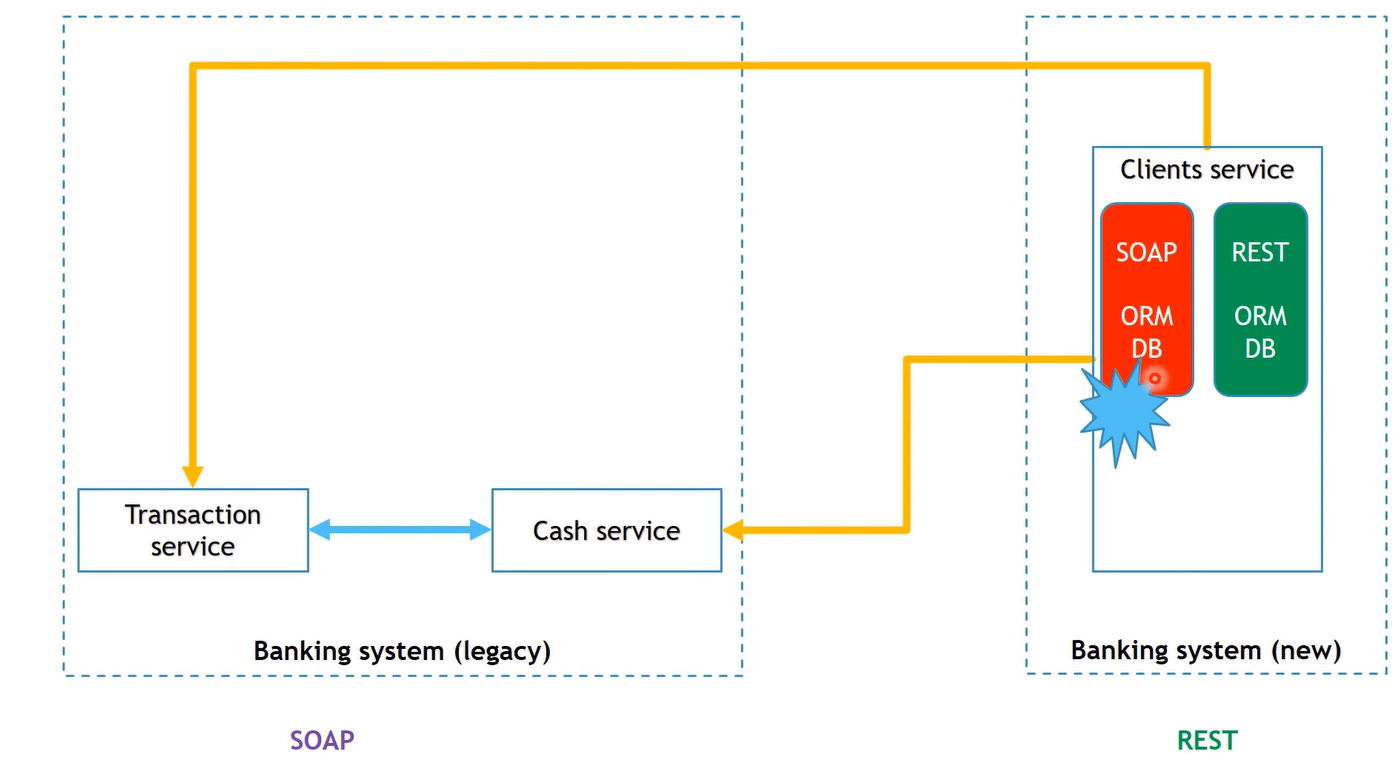 Clients service
SOAP
ORM
DB
REST
ORM
DB
Transaction
service
Cash service
Banking system (legacy)
Banking system (new)
SOAP
REST